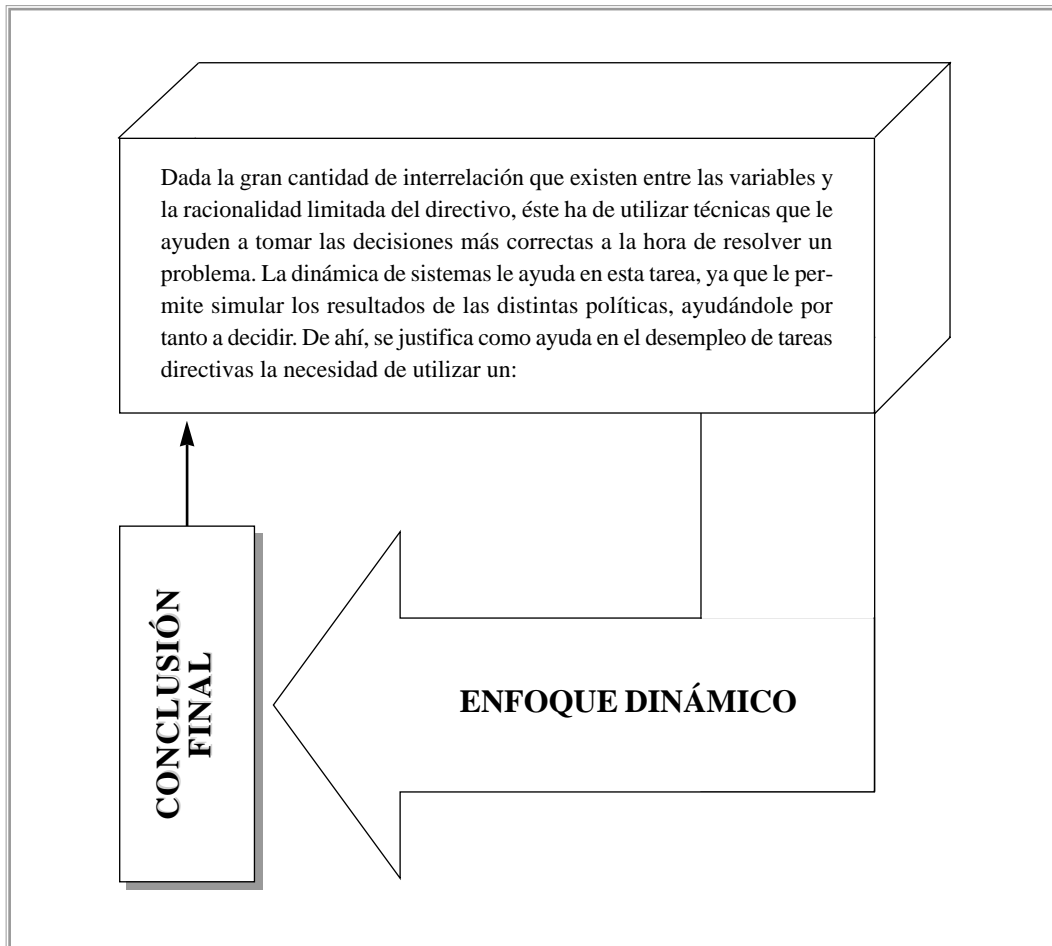 Dada la gran cantidad de interrelación que existen entre las variables y
la racionalidad limitada del directivo, éste ha de utilizar técnicas que le
ayuden a tomar las decisiones más correctas a la hora de resolver un
problema. La dinámica de sistemas le ayuda en esta tarea, ya que le per-
mite simular los resultados de las distintas políticas, ayudándole por
tanto a decidir. De ahí, se justifica como ayuda en el desempleo de tareas
directivas la necesidad de utilizar un:
ENFOQUE DINÁMICO
CONCLUSIÓN
FINAL